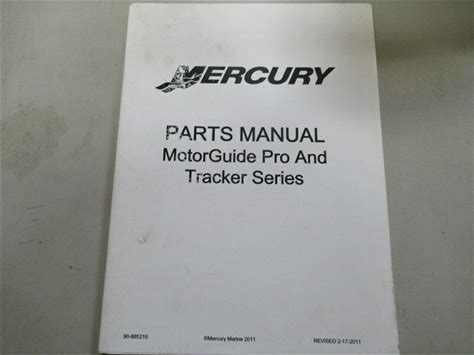 MERCURY
PARTS MANUAL
MotorGuide Pro And
Tracker Series
90-885210
©Mercury Marine 2011
REVISED 2-17-2011